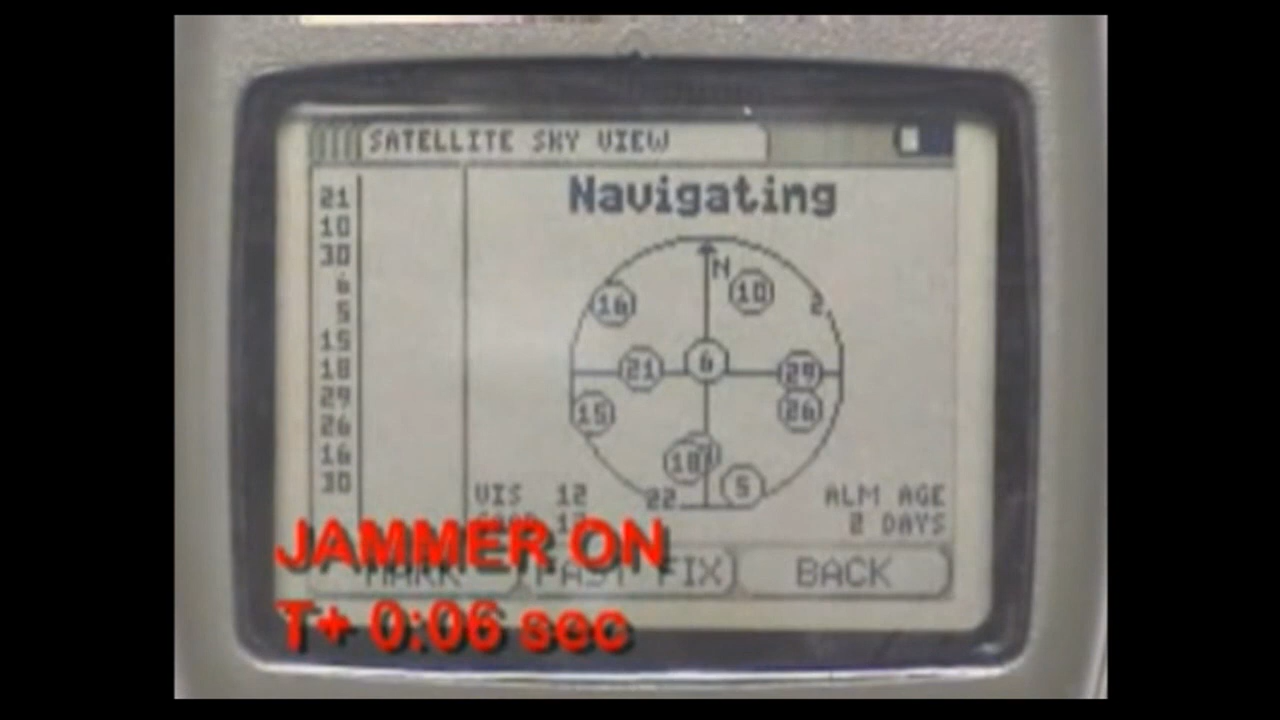 SATELLITE SKY VIEW
Navigating
21
10
30
6
5
15
18
29
26
16
30
N
10
16
2
6
21
29
15
26
18
5
22
VIS 12
ALM AGE
2 DAYS
JAMMER ON
MARK
FAST FIX
BACK
T+ 0:06 sec